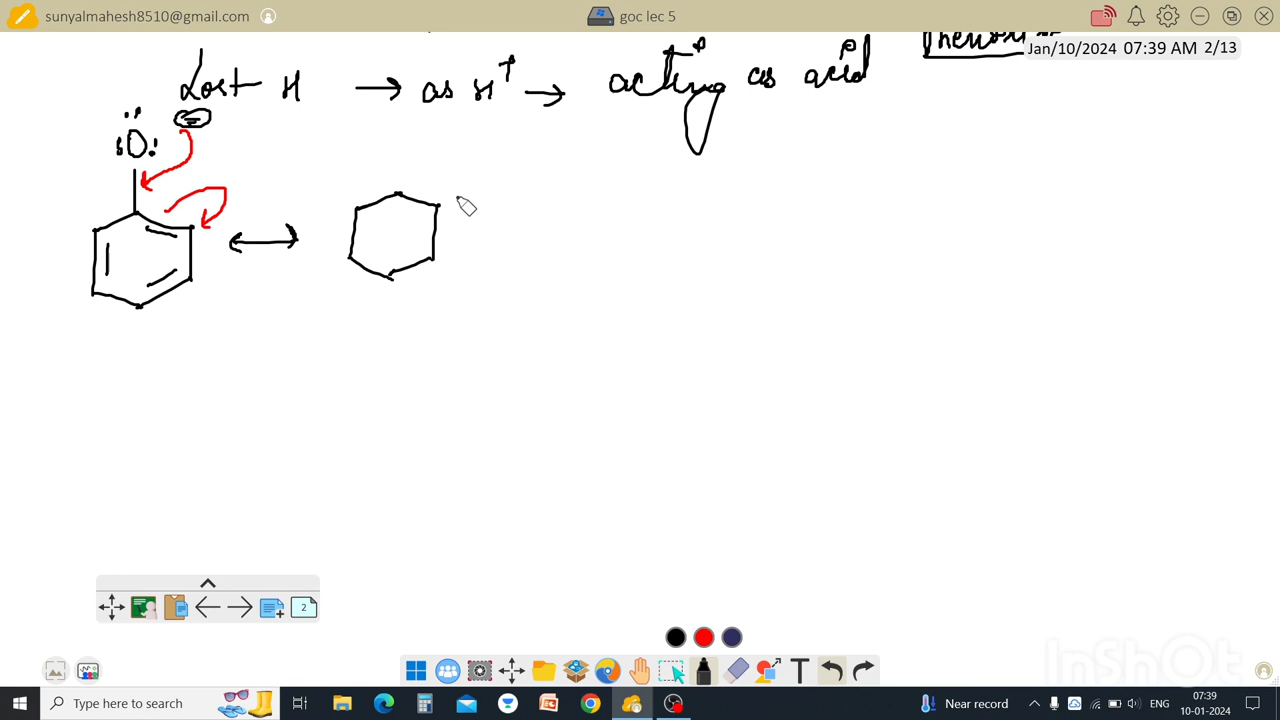 sunyalmahesh8510@gmail.com
goc lec 5
Jan/10/2024 07:39 AM 2/13
Lost H → as H⊕ → acting as acid
:O:
2
InShOt
Type here to search
Near record
ENG
07:39
10-01-2024